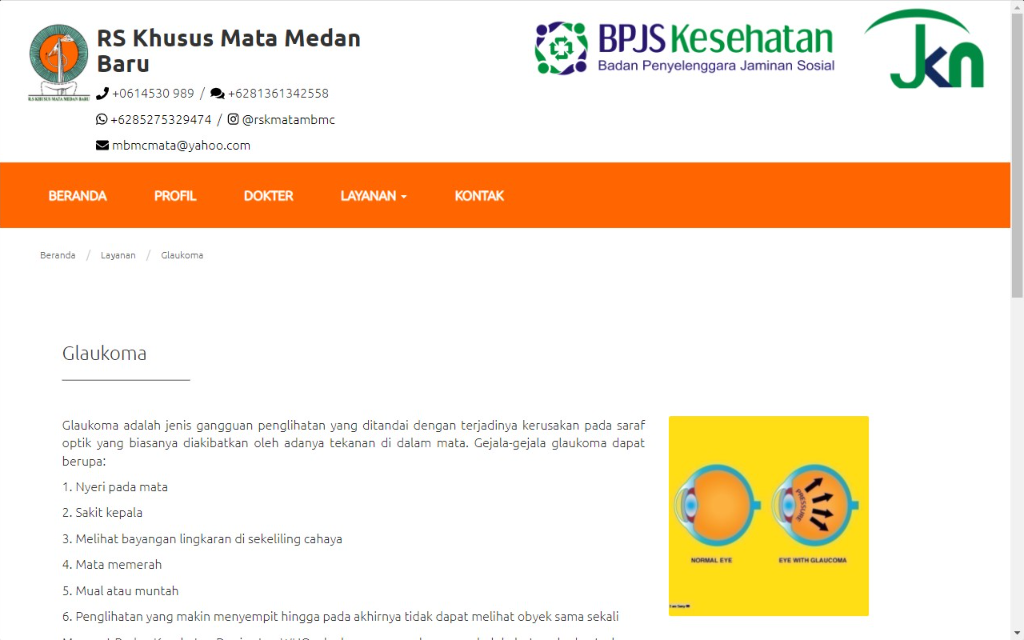 RS Khusus Mata Medan
Baru
+0614530 989 / +6281361342558
+6285275329474 / @rskmatambmc
mbmcmata@yahoo.com
RS KHUSUS MATA MEDAN BARU
BPJS Kesehatan
Badan Penyelenggara Jaminan Sosial
JKN
BERANDA PROFIL DOKTER LAYANAN KONTAK
Beranda / Layanan / Glaukoma
Glaukoma
Glaukoma adalah jenis gangguan penglihatan yang ditandai dengan terjadinya kerusakan pada saraf
optik yang biasanya diakibatkan oleh adanya tekanan di dalam mata. Gejala-gejala glaukoma dapat
berupa:
1. Nyeri pada mata
2. Sakit kepala
3. Melihat bayangan lingkaran di sekeliling cahaya
4. Mata memerah
5. Mual atau muntah
6. Penglihatan yang makin menyempit hingga pada akhirnya tidak dapat melihat obyek sama sekali
PRESSURE
NORMAL EYE
EYE WITH GLAUCOMA